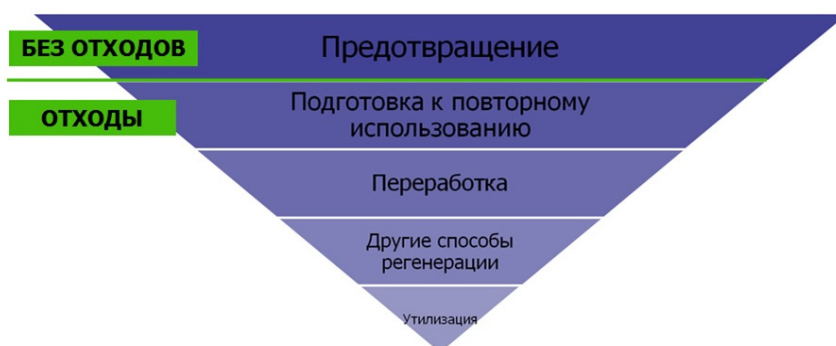 БЕЗ ОТХОДОВ
Предотвращение
ОТХОДЫ
Подготовка к повторному
использованию
Переработка
Другие способы
регенерации
Утилизация